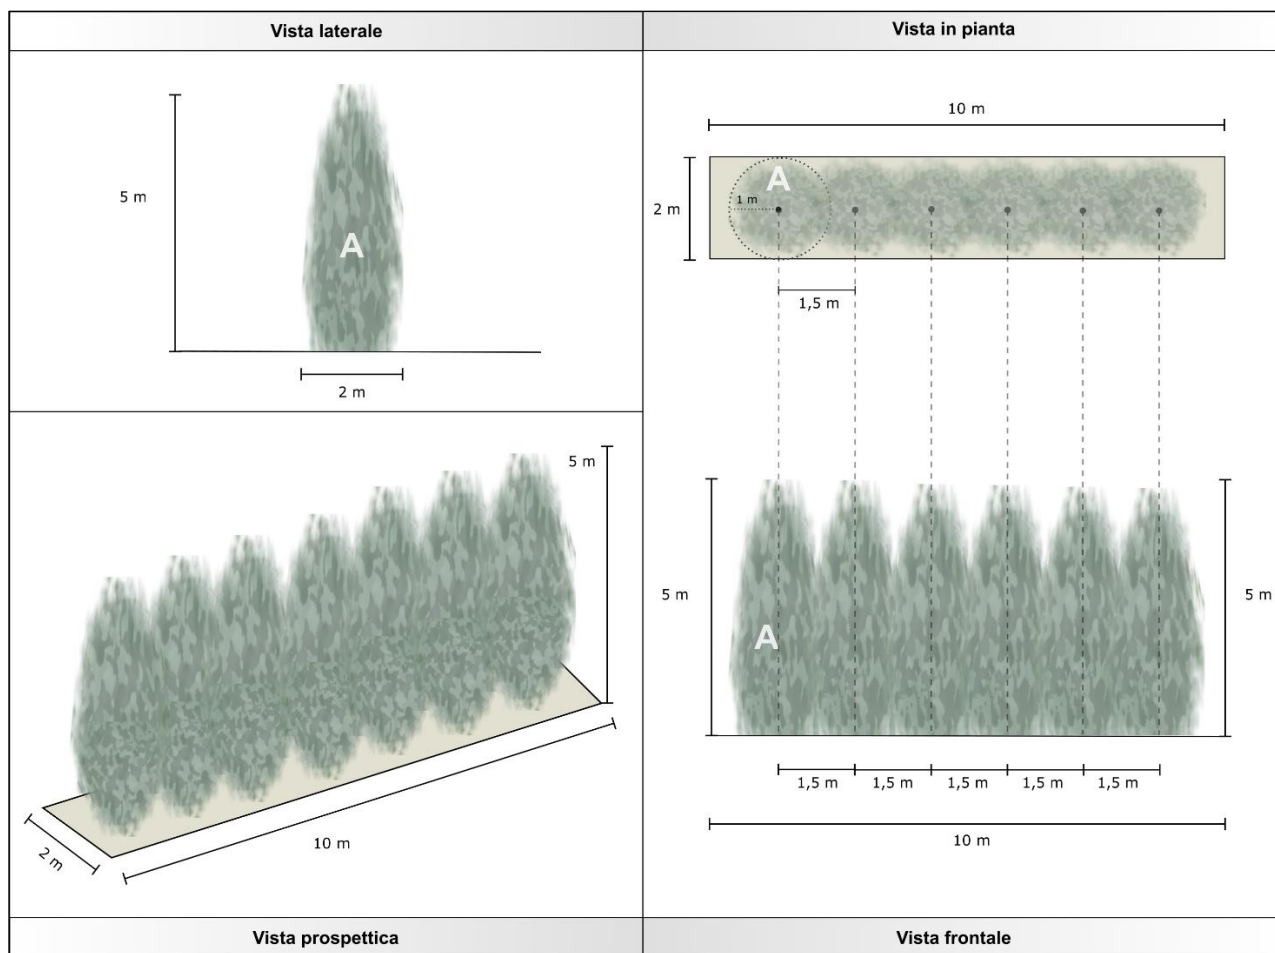 Vista laterale
Vista in pianta
5 m
A
2 m
10 m
2 m
A
1 m
1,5 m
5 m
2 m
10 m
5 m
A
5 m
1,5 m 1,5 m 1,5 m 1,5 m 1,5 m
10 m
Vista prospettica
Vista frontale